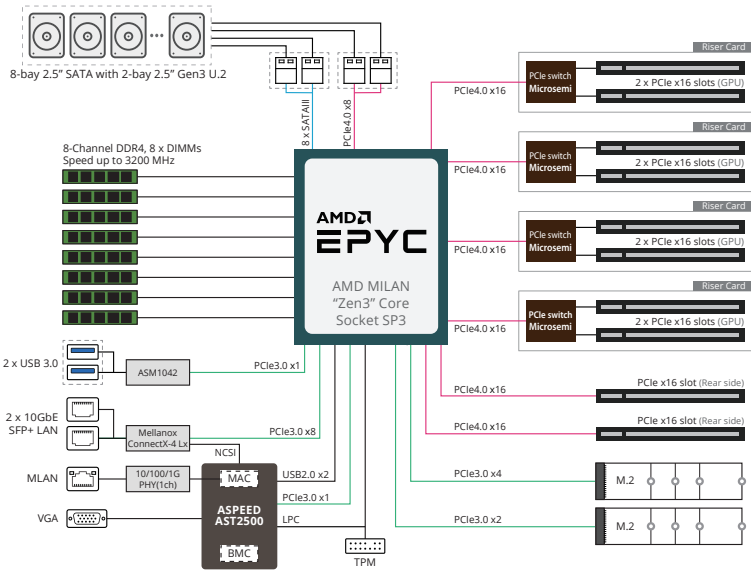 8-bay 2.5” SATA with 2-bay 2.5” Gen3 U.2
8 x SATAIII
PCIe4.0 x8
8-Channel DDR4, 8 x DIMMs
Speed up to 3200 MHz
AMD
EPYC
AMD MILAN
“Zen3” Core
Socket SP3
PCIe4.0 x16
Riser Card
PCIe switch
Microsemi
2 x PCIe x16 slots (GPU)
PCIe4.0 x16
Riser Card
PCIe switch
Microsemi
2 x PCIe x16 slots (GPU)
PCIe4.0 x16
Riser Card
PCIe switch
Microsemi
2 x PCIe x16 slots (GPU)
PCIe4.0 x16
Riser Card
PCIe switch
Microsemi
2 x PCIe x16 slots (GPU)
2 x USB 3.0
ASM1042
PCIe3.0 x1
PCIe4.0 x16
PCIe x16 slot (Rear side)
2 x 10GbE
SFP+ LAN
Mellanox
ConnectX-4 Lx
PCIe3.0 x8
PCIe4.0 x16
PCIe x16 slot (Rear side)
NCSI
MLAN
10/100/1G
PHY(1ch)
MAC
USB2.0 x2
PCIe3.0 x4
M.2
PCIe3.0 x1
VGA
ASPEED
AST2500
LPC
PCIe3.0 x2
M.2
BMC
TPM